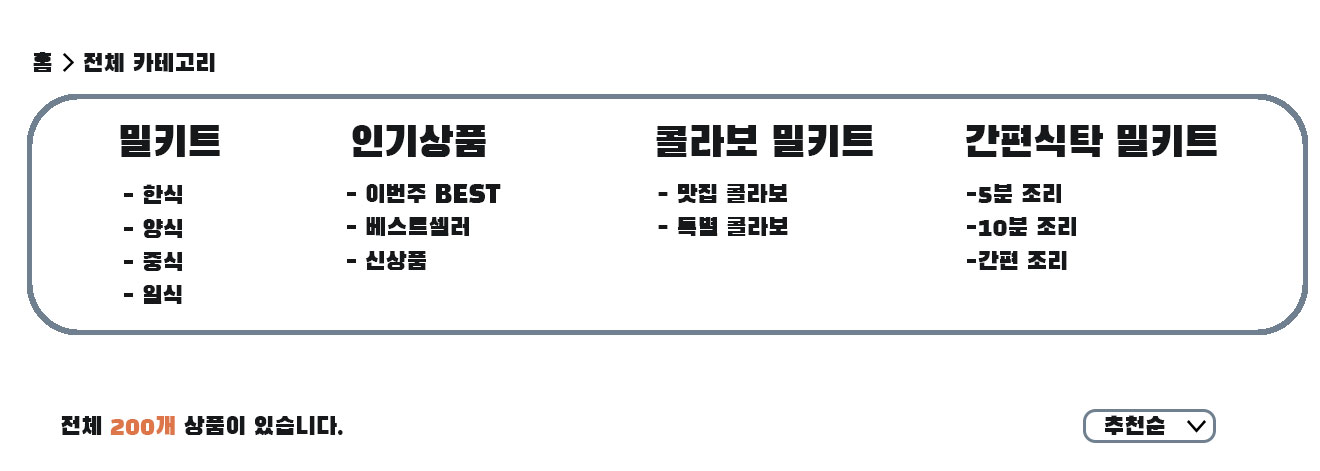 홈 > 전체 카테고리
밀키트
- 한식
- 양식
- 중식
- 일식
인기상품
- 이번주 BEST
- 베스트셀러
- 신상품
콜라보 밀키트
- 맛집 콜라보
- 특별 콜라보
간편식탁 밀키트
-5분 조리
-10분 조리
-간편 조리
전체 200개 상품이 있습니다.
추천순